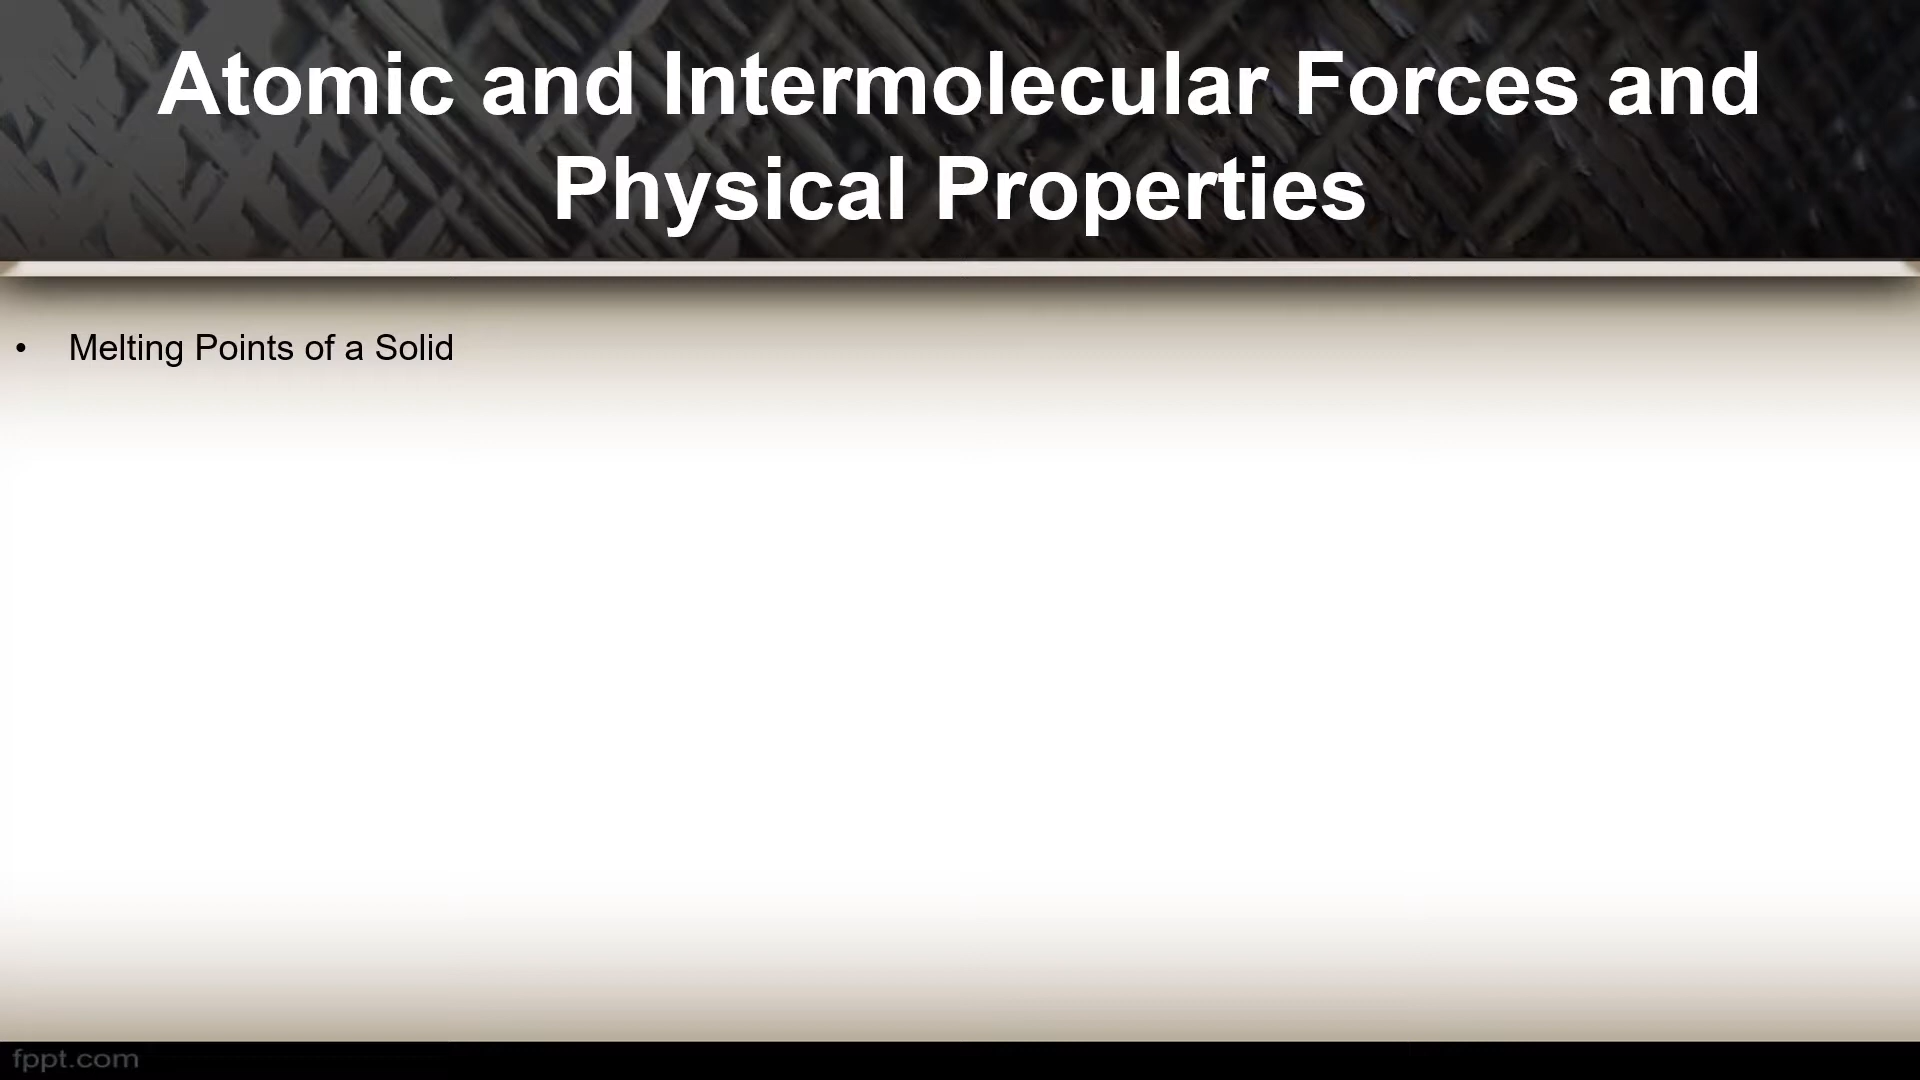 Atomic and Intermolecular Forces and
Physical Properties
• Melting Points of a Solid
fppt.com